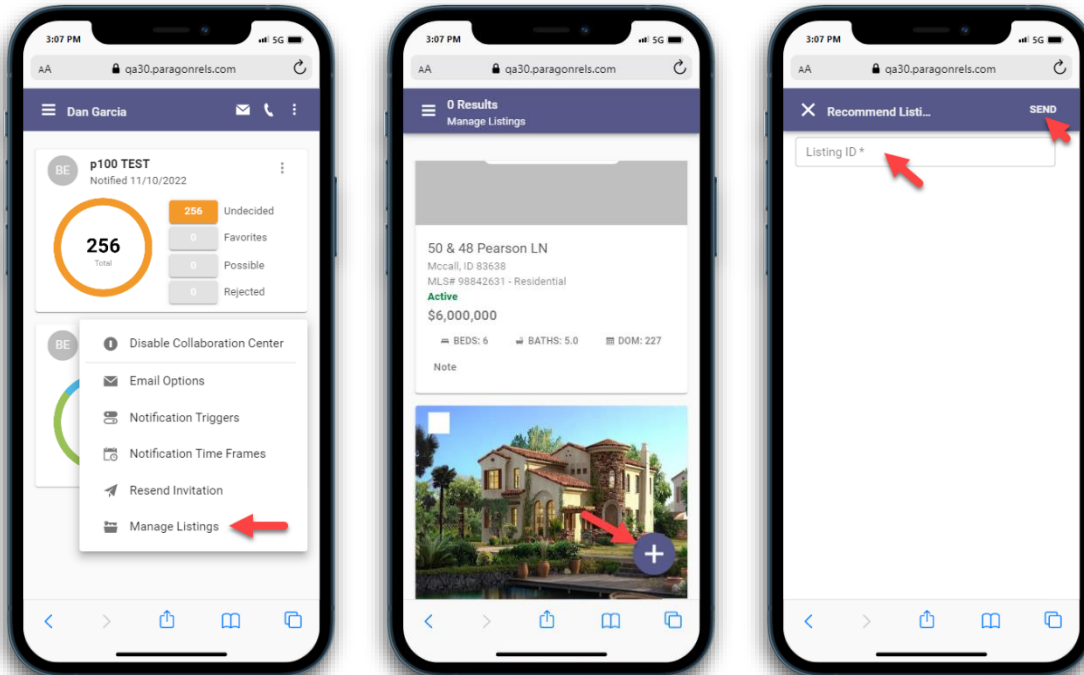 3:07 PM
5G
AA
qa30.paragonrels.com
Dan Garcia
BE
p100 TEST
Notified 11/10/2022
256
Total
256 Undecided
0 Favorites
0 Possible
0 Rejected
BE
Disable Collaboration Center
Email Options
Notification Triggers
Notification Time Frames
Resend Invitation
Manage Listings
3:07 PM
5G
AA
qa30.paragonrels.com
0 Results
Manage Listings
50 & 48 Pearson LN
Mccall, ID 83638
MLS# 98842631 - Residential
Active
$6,000,000
BEDS: 6 BATHS: 5.0 DOM: 227
Note
3:07 PM
5G
AA
qa30.paragonrels.com
Recommend Listi... SEND
Listing ID *